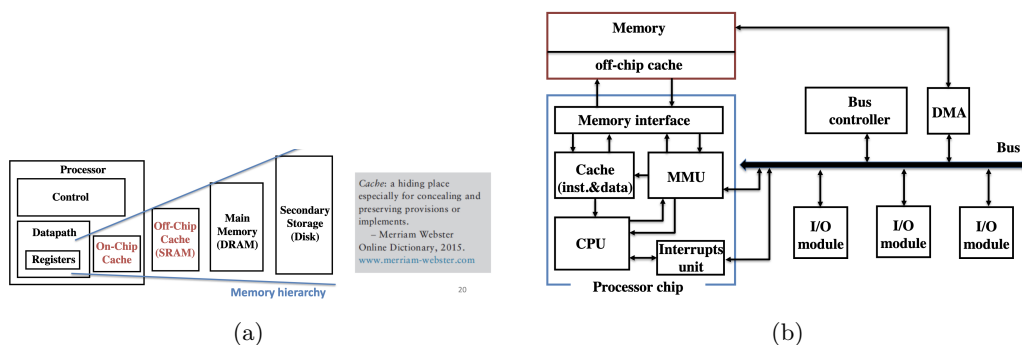 Processor
Control
Datapath
Registers
On-Chip
Cache
Off-Chip
Cache
(SRAM)
Main
Memory
(DRAM)
Secondary
Storage
(Disk)
Memory hierarchy
Cache: a hiding place
especially for concealing and
preserving provisions or
implements.
– Merriam Webster
Online Dictionary, 2015.
www.merriam-webster.com
20
(a)
Memory
off-chip cache
Memory interface
Cache
(inst.&data)
MMU
CPU
Interrupts
unit
Processor chip
Bus
controller
DMA
Bus
I/O
module
I/O
module
I/O
module
(b)